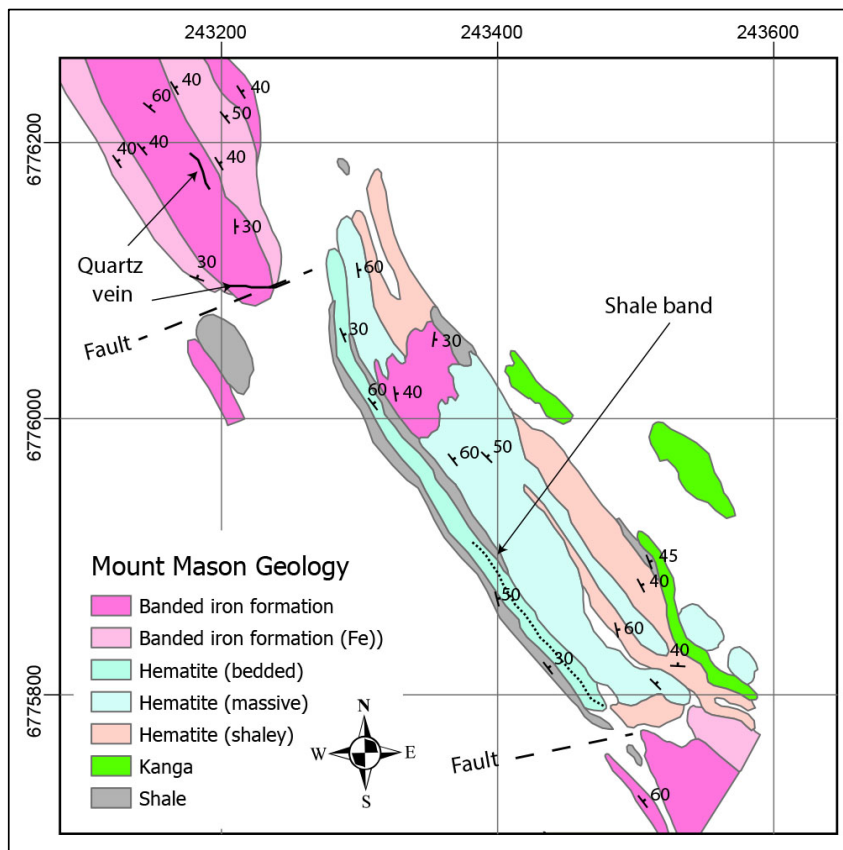 243200
243400
243600
6776200
6776000
6775800
40
60
40
50
40
40
40
30
30
Quartz
vein
Fault
60
30
30
60
40
60
50
Shale band
45
40
50
60
40
30
Fault
60
Mount Mason Geology
Banded iron formation
Banded iron formation (Fe))
Hematite (bedded)
Hematite (massive)
Hematite (shaley)
Kanga
Shale
N
W
E
S